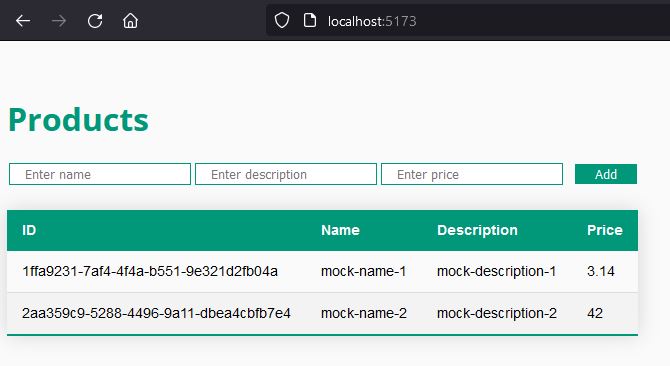 localhost:5173
Products
Enter name Enter description Enter price Add
ID Name Description Price
1ffa9231-7af4-4f4a-b551-9e321d2fb04a mock-name-1 mock-description-1 3.14
2aa359c9-5288-4496-9a11-dbea4cbfb7e4 mock-name-2 mock-description-2 42